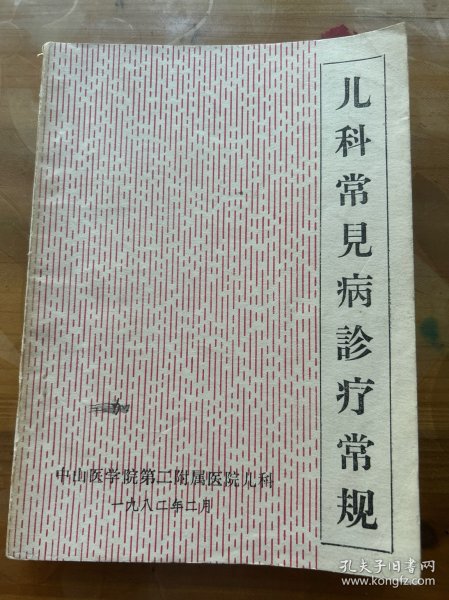 儿科常見病診疗常规
中山医学院第二附属医院儿科
一九八二年二月
孔夫子旧书网
www.kongfz.com